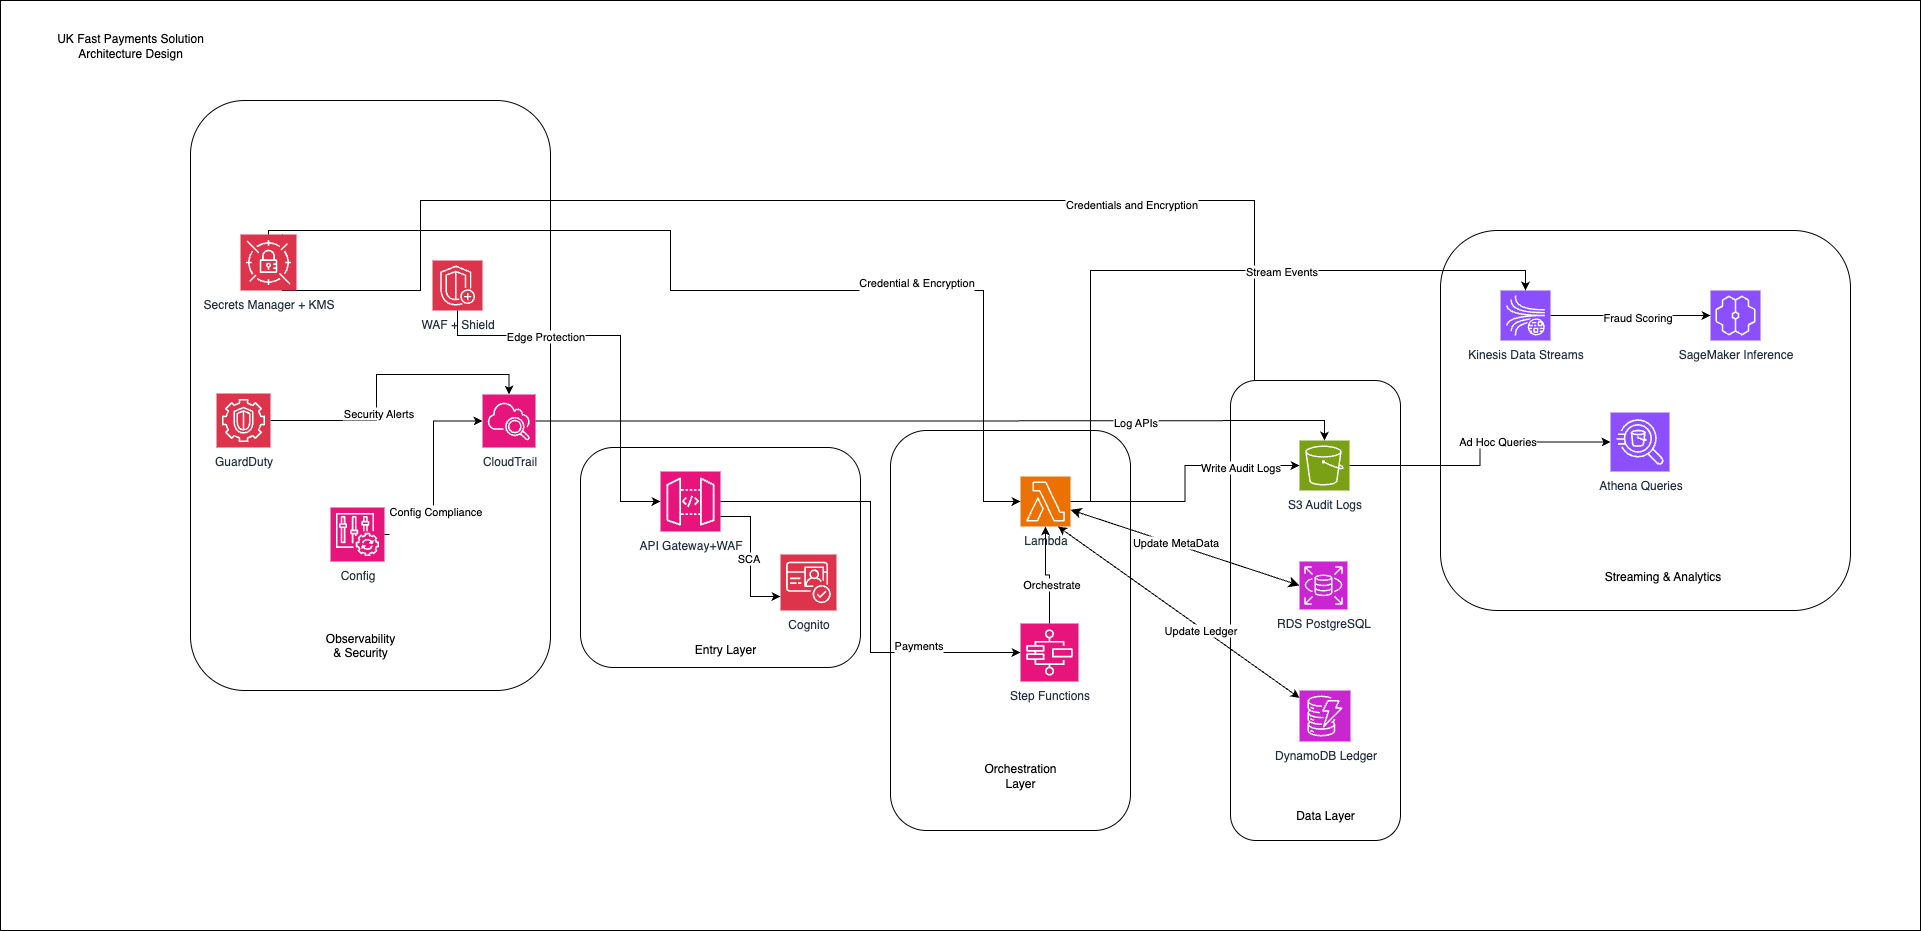 UK Fast Payments Solution
Architecture Design
Credentials and Encryption
Secrets Manager + KMS
Credential & Encryption
Stream Events
WAF + Shield
Edge Protection
Fraud Scoring
Kinesis Data Streams
SageMaker Inference
Security Alerts
GuardDuty
CloudTrail
Log APIs
Ad Hoc Queries
Athena Queries
Write Audit Logs
S3 Audit Logs
Config Compliance
Config
API Gateway+WAF
SCA
Cognito
Entry Layer
Lambda
Update MetaData
Orchestrate
RDS PostgreSQL
Streaming & Analytics
Observability
& Security
Payments
Update Ledger
Step Functions
DynamoDB Ledger
Orchestration
Layer
Data Layer